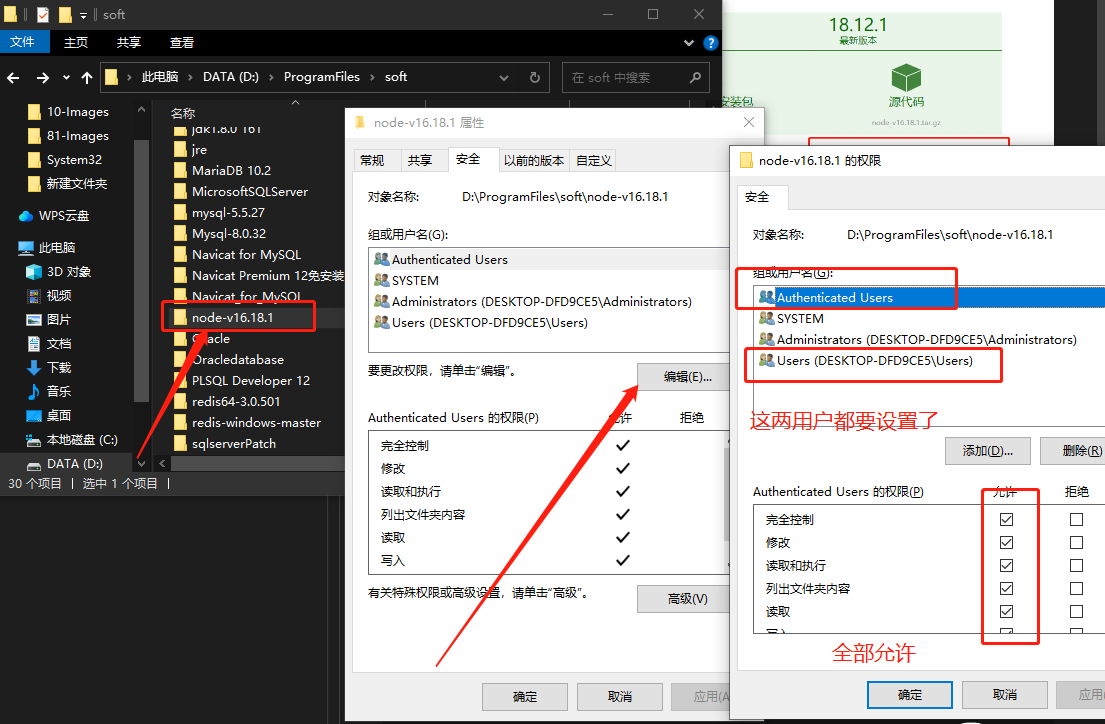 soft
文件
主页
共享
查看
此电脑
DATA (D:)
ProgramFiles
soft
在 soft 中搜索
10-Images
81-Images
System32
新建文件夹
WPS云盘
此电脑
3D 对象
视频
图片
文档
下载
音乐
桌面
本地磁盘 (C:)
DATA (D:)
30 个项目
选中 1 个项目
名称
jdk1.8.0 161
jre
MariaDB 10.2
MicrosoftSQLServer
mysql-5.5.27
Mysql-8.0.32
Navicat for MySQL
Navicat Premium 12免安装
Navicat_for_MySQL
node-v16.18.1
Oracle
Oracledatabase
PLSQL Developer 12
redis64-3.0.501
redis-windows-master
sqlserverPatch
node-v16.18.1 属性
常规
共享
安全
以前的版本
自定义
对象名称:
D:\ProgramFiles\soft\node-v16.18.1
组或用户名(G):
Authenticated Users
SYSTEM
Administrators (DESKTOP-DFD9CE5\Administrators)
Users (DESKTOP-DFD9CE5\Users)
要更改权限，请单击“编辑”。
编辑(E)...
Authenticated Users 的权限(P)
允许
拒绝
完全控制
修改
读取和执行
列出文件夹内容
读取
写入
有关特殊权限或高级设置，请单击“高级”。
高级(V)
确定
取消
应用(A
18.12.1
最新版本
安装包
源代码
node-v16.18.1.tar.gz
node-v16.18.1 的权限
安全
对象名称:
D:\ProgramFiles\soft\node-v16.18.1
组或用户名(G):
Authenticated Users
SYSTEM
Administrators (DESKTOP-DFD9CE5\Administrators)
Users (DESKTOP-DFD9CE5\Users)
这两用户都要设置了
添加(D)...
删除(R)
Authenticated Users 的权限(P)
允许
拒绝
完全控制
修改
读取和执行
列出文件夹内容
读取
写入
全部允许
确定
取消
应用